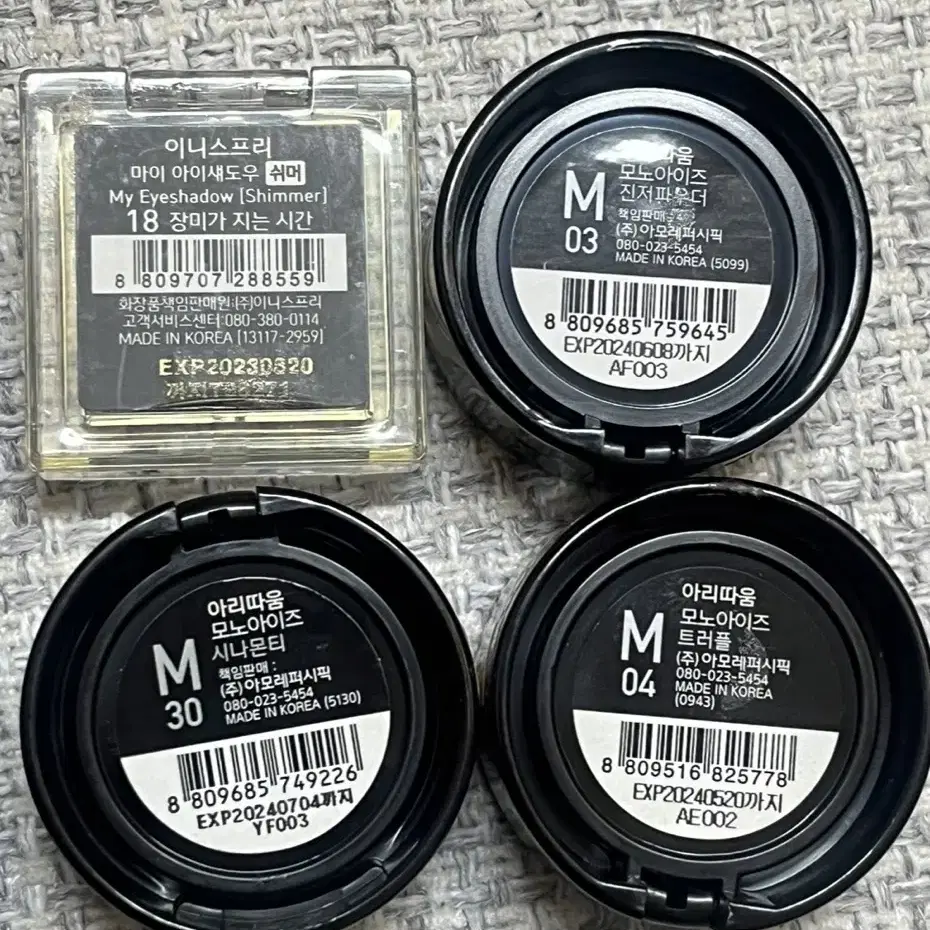 이니스프리
마이 아이섀도우 쉬머
My Eyeshadow [Shimmer]
18 장미가 지는 시간
8 809707 288559
화장품책임판매원:(주)이니스프리
고객서비스센터:080-380-0114
MADE IN KOREA [13117-2959]
EXP20230620
따움
모노아이즈
진저파우더
M
03
책임판매 :
(주)아모레퍼시픽
080-023-5454
MADE IN KOREA (5099)
8 809685 759645
EXP20240608까지
AF003
아리따움
모노아이즈
시나몬티
M
30
책임판매 :
(주)아모레퍼시픽
080-023-5454
MADE IN KOREA (5130)
8 809685 749226
EXP20240704까지
YF003
아리따움
모노아이즈
트러플
M
04
(주)아모레퍼시픽
080-023-5454
MADE IN KOREA
(0943)
8 809516 825778
EXP20240520까지
AE002